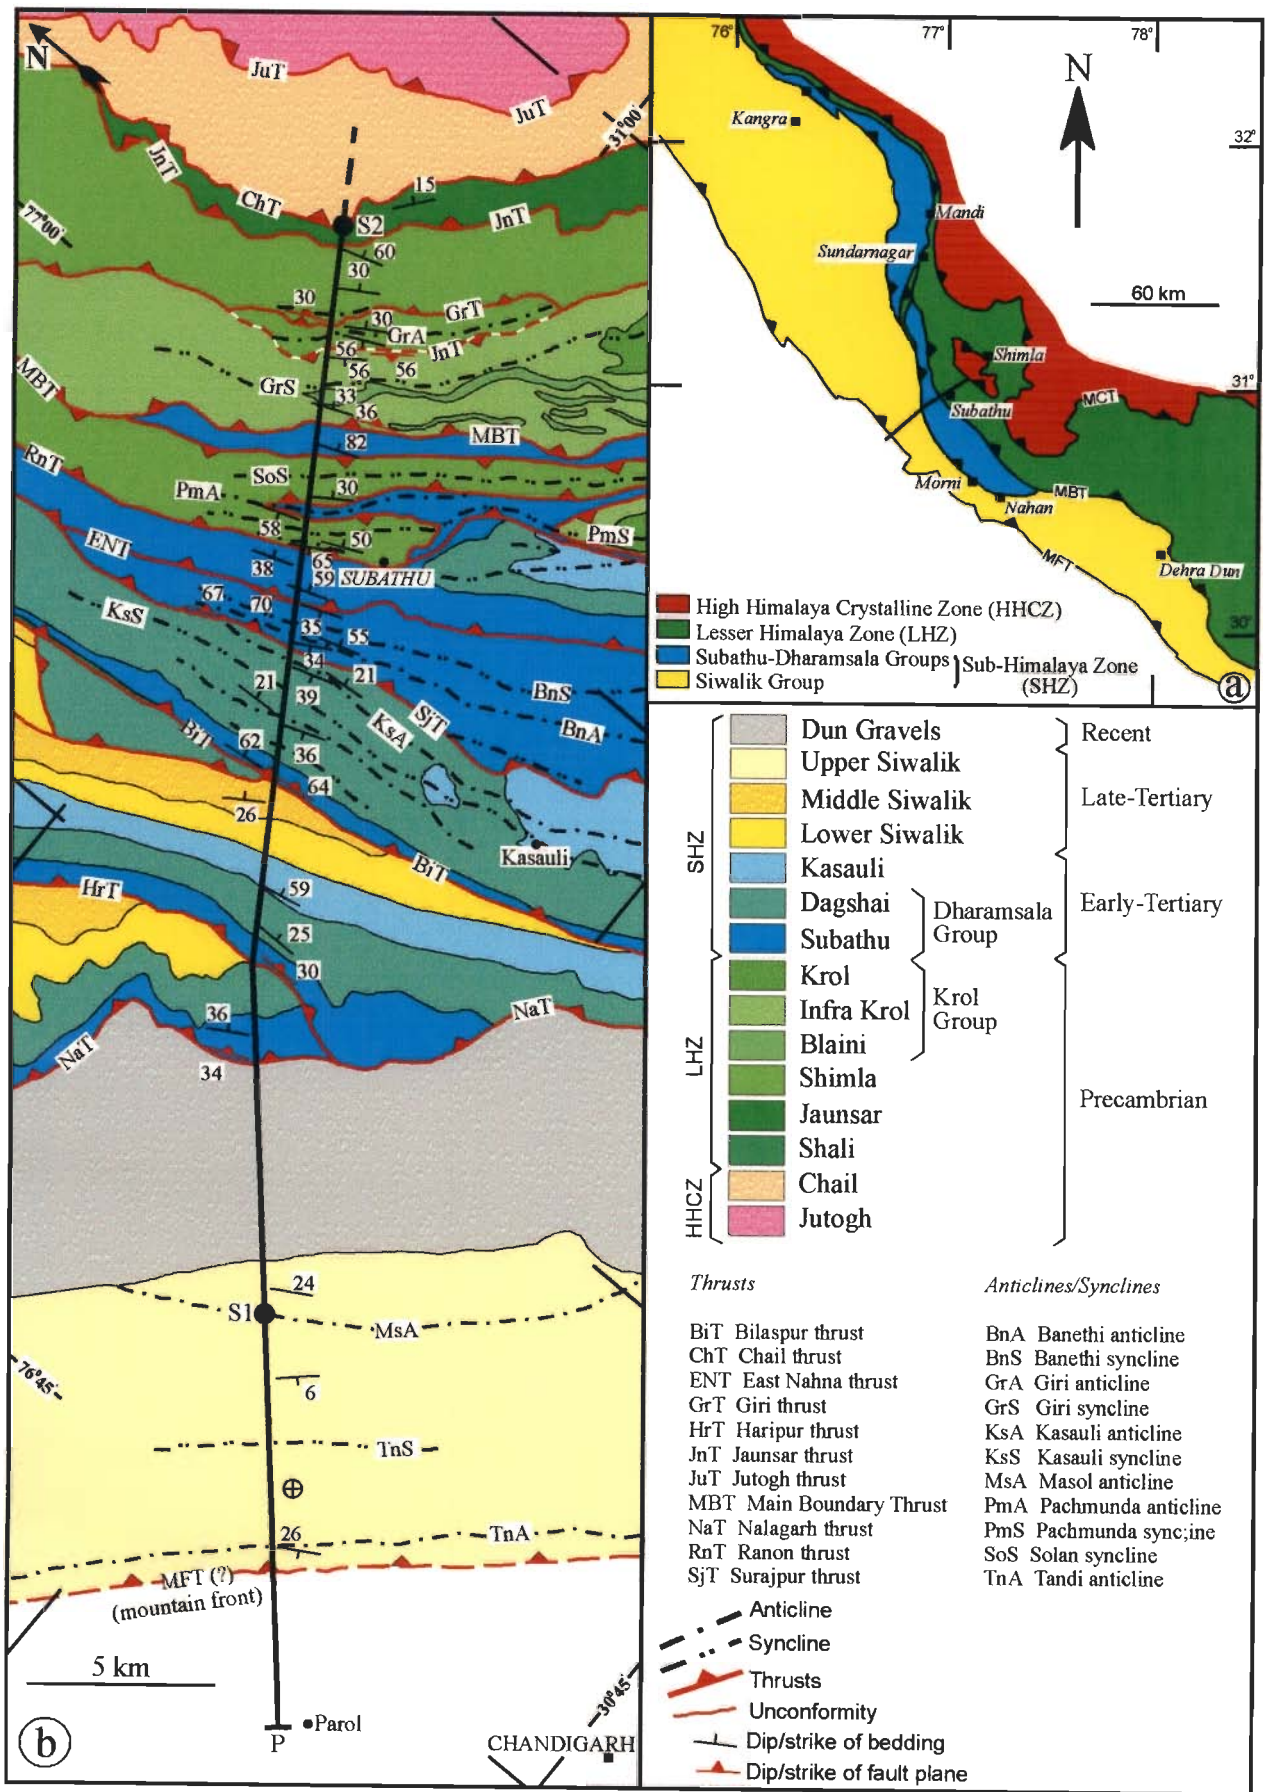 N
JuT
JuT
31°00'
JnT
ChT
15
JnT
77°00'
S2
60
30
30
GrT
30
GrA
JnT
56
MBT
56
56
GrS
33
36
82
MBT
RnT
SoS
PmA
30
58
50
PmS
ENT
65
38
59
SUBATHU
67
70
KsS
35
55
34
21
21
39
BnS
KsA
SjT
BnA
BiT
62
36
64
26
Kasauli
BiT
HrT
59
25
30
36
NaT
NaT
34
24
S1
MsA
76°45'
6
TnS
26
TnA
MFT (?)
(mountain front)
5 km
30°45'
Parol
P
CHANDIGARH
b
76°
77°
78°
N
Kangra
32°
Mandi
Sundarnagar
60 km
Shimla
31°
MCT
Subathu
Morni
MBT
Nahan
MFT
Dehra Dun
30°
High Himalaya Crystalline Zone (HHCZ)
Lesser Himalaya Zone (LHZ)
Subathu-Dharamsala Groups
Siwalik Group
Sub-Himalaya Zone
(SHZ)
a
SHZ
LHZ
HHCZ
Dun Gravels
Upper Siwalik
Middle Siwalik
Lower Siwalik
Kasauli
Dagshai
Subathu
Krol
Infra Krol
Blaini
Shimla
Jaunsar
Shali
Chail
Jutogh
Dharamsala
Group
Krol
Group
Recent
Late-Tertiary
Early-Tertiary
Precambrian
Thrusts
BiT Bilaspur thrust
ChT Chail thrust
ENT East Nahna thrust
GrT Giri thrust
HrT Haripur thrust
JnT Jaunsar thrust
JuT Jutogh thrust
MBT Main Boundary Thrust
NaT Nalagarh thrust
RnT Ranon thrust
SjT Surajpur thrust
Anticlines/Synclines
BnA Banethi anticline
BnS Banethi syncline
GrA Giri anticline
GrS Giri syncline
KsA Kasauli anticline
KsS Kasauli syncline
MsA Masol anticline
PmA Pachmunda anticline
PmS Pachmunda sync;ine
SoS Solan syncline
TnA Tandi anticline
Anticline
Syncline
Thrusts
Unconformity
Dip/strike of bedding
Dip/strike of fault plane